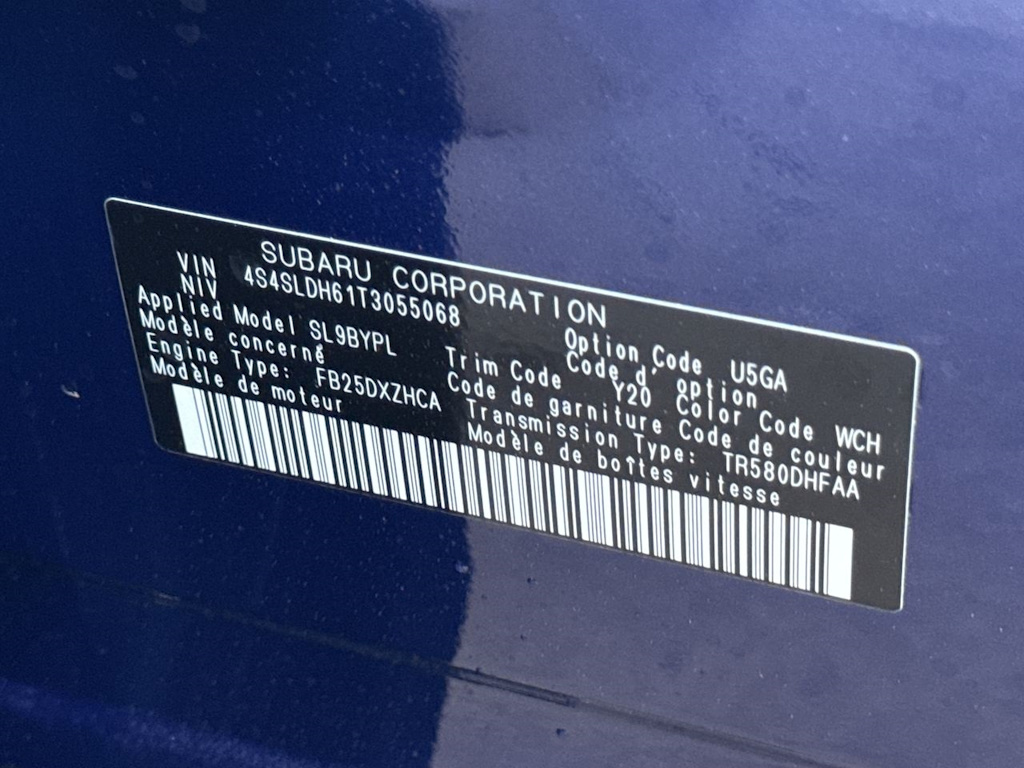 SUBARU CORPORATION
VIN
NIV 4S4SLDH61T3055068
Option Code U5GA
Code d' option
Applied Model SL9BYPL
Modèle concerné
Trim Code Y20 Color Code WCH
Code de garniture Code de couleur
Engine Type: FB25DXZHCA
Modèle de moteur
Transmission Type: TR580DHFAA
Modèle de boîtes vitesse